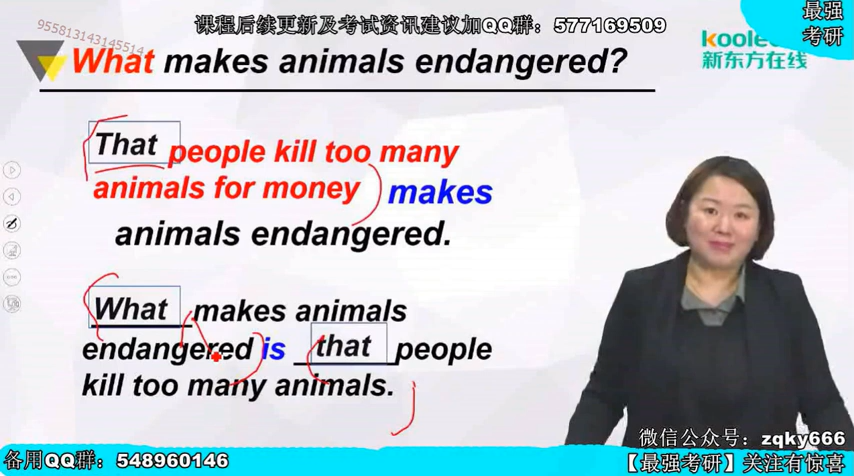 课程后续更新及考试资讯建议加QQ群：577169509
最强
考研
955813143145514
koole
新东方在线
What makes animals endangered?
That people kill too many
animals for money makes
animals endangered.
What makes animals
endangered is that people
kill too many animals.
微信公众号：zqky666
备用QQ群：548960146
【最强考研】关注有惊喜